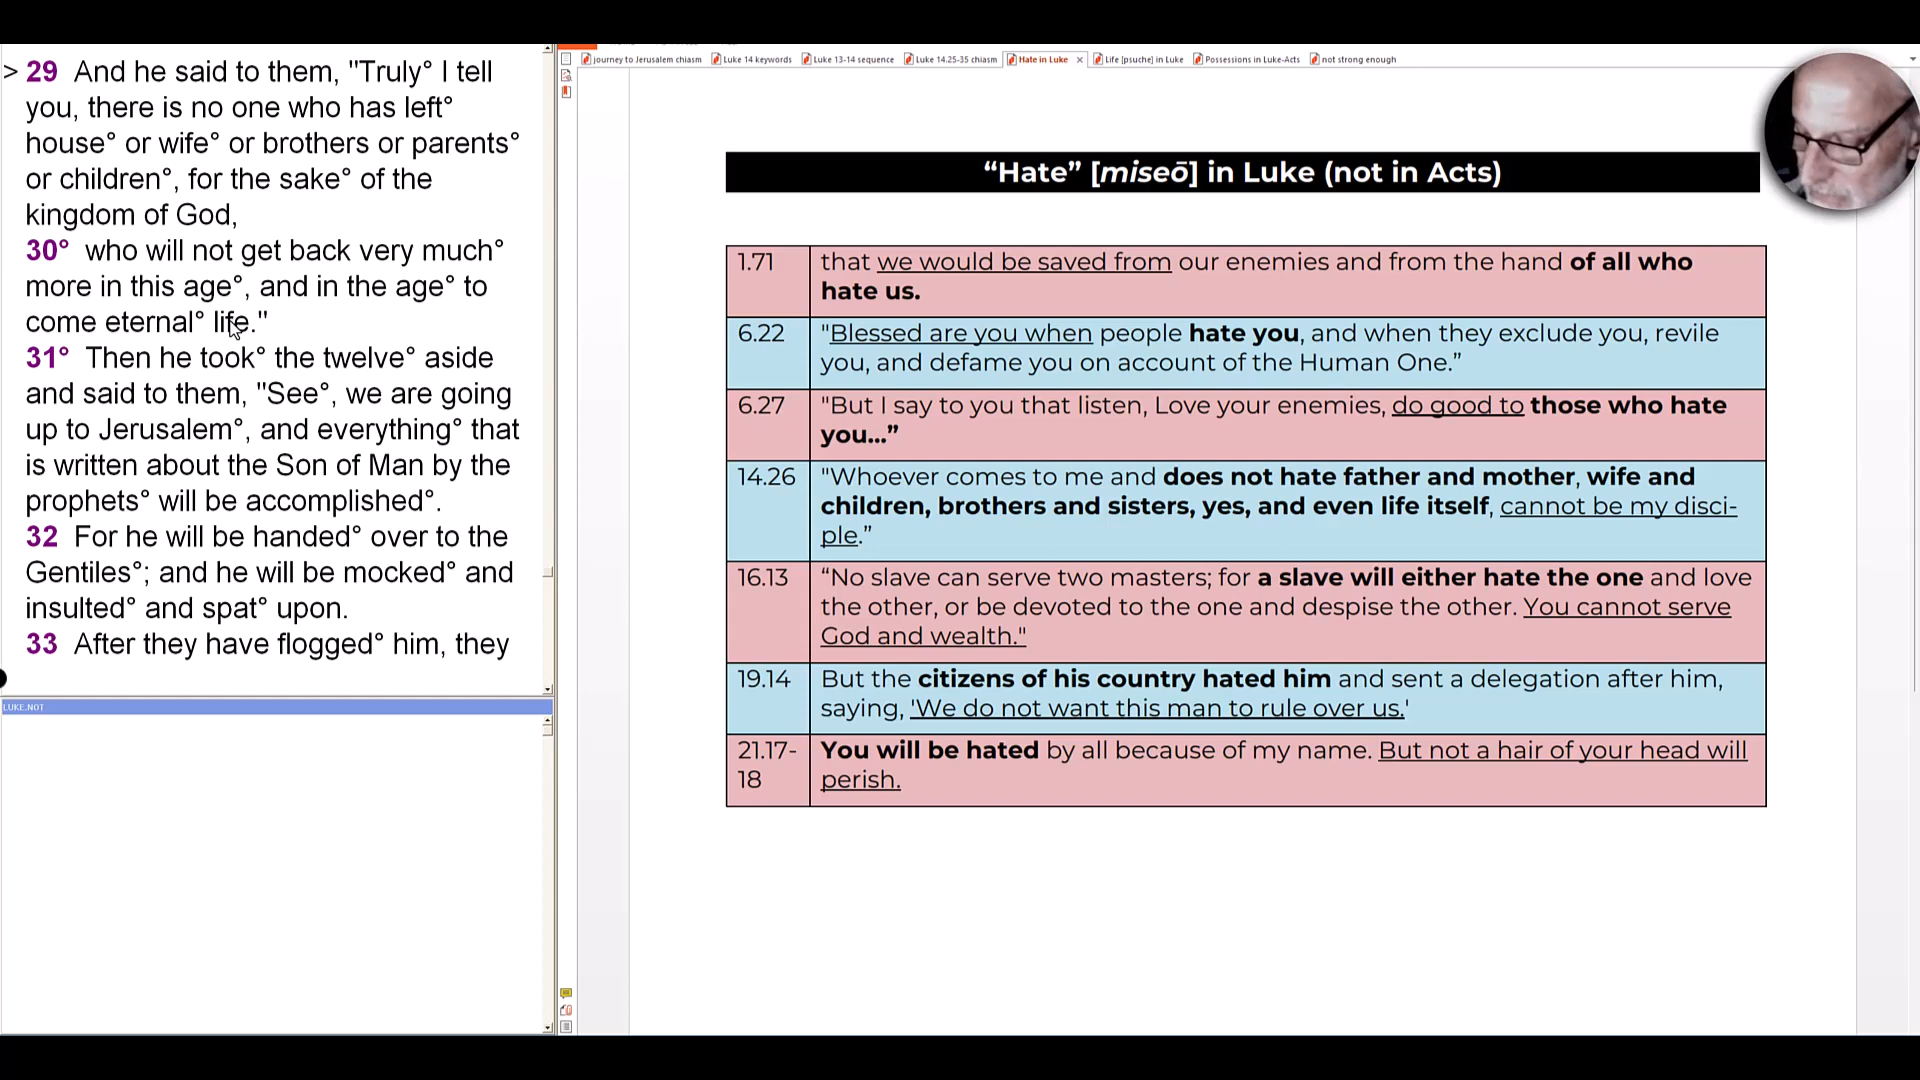 > 29 And he said to them, "Truly° I tell
you, there is no one who has left°
house° or wife° or brothers or parents°
or children°, for the sake° of the
kingdom of God,
30° who will not get back very much°
more in this age°, and in the age° to
come eternal° life."
31° Then he took° the twelve° aside
and said to them, "See°, we are going
up to Jerusalem°, and everything° that
is written about the Son of Man by the
prophets° will be accomplished°.
32 For he will be handed° over to the
Gentiles°; and he will be mocked° and
insulted° and spat° upon.
33 After they have flogged° him, they
LUKE.NOT
journey to Jerusalem chiasm Luke 14 keywords Luke 13-14 sequence Luke 14.25-35 chiasm Hate in Luke × Life [psuche] in Luke Possessions in Luke-Acts not strong enough
“Hate” [miseō] in Luke (not in Acts)
1.71 that we would be saved from our enemies and from the hand of all who
hate us.
6.22 "Blessed are you when people hate you, and when they exclude you, revile
you, and defame you on account of the Human One.”
6.27 "But I say to you that listen, Love your enemies, do good to those who hate
you…”
14.26 "Whoever comes to me and does not hate father and mother, wife and
children, brothers and sisters, yes, and even life itself, cannot be my disci-
ple.”
16.13 “No slave can serve two masters; for a slave will either hate the one and love
the other, or be devoted to the one and despise the other. You cannot serve
God and wealth."
19.14 But the citizens of his country hated him and sent a delegation after him,
saying, 'We do not want this man to rule over us.'
21.17- You will be hated by all because of my name. But not a hair of your head will
18 perish.